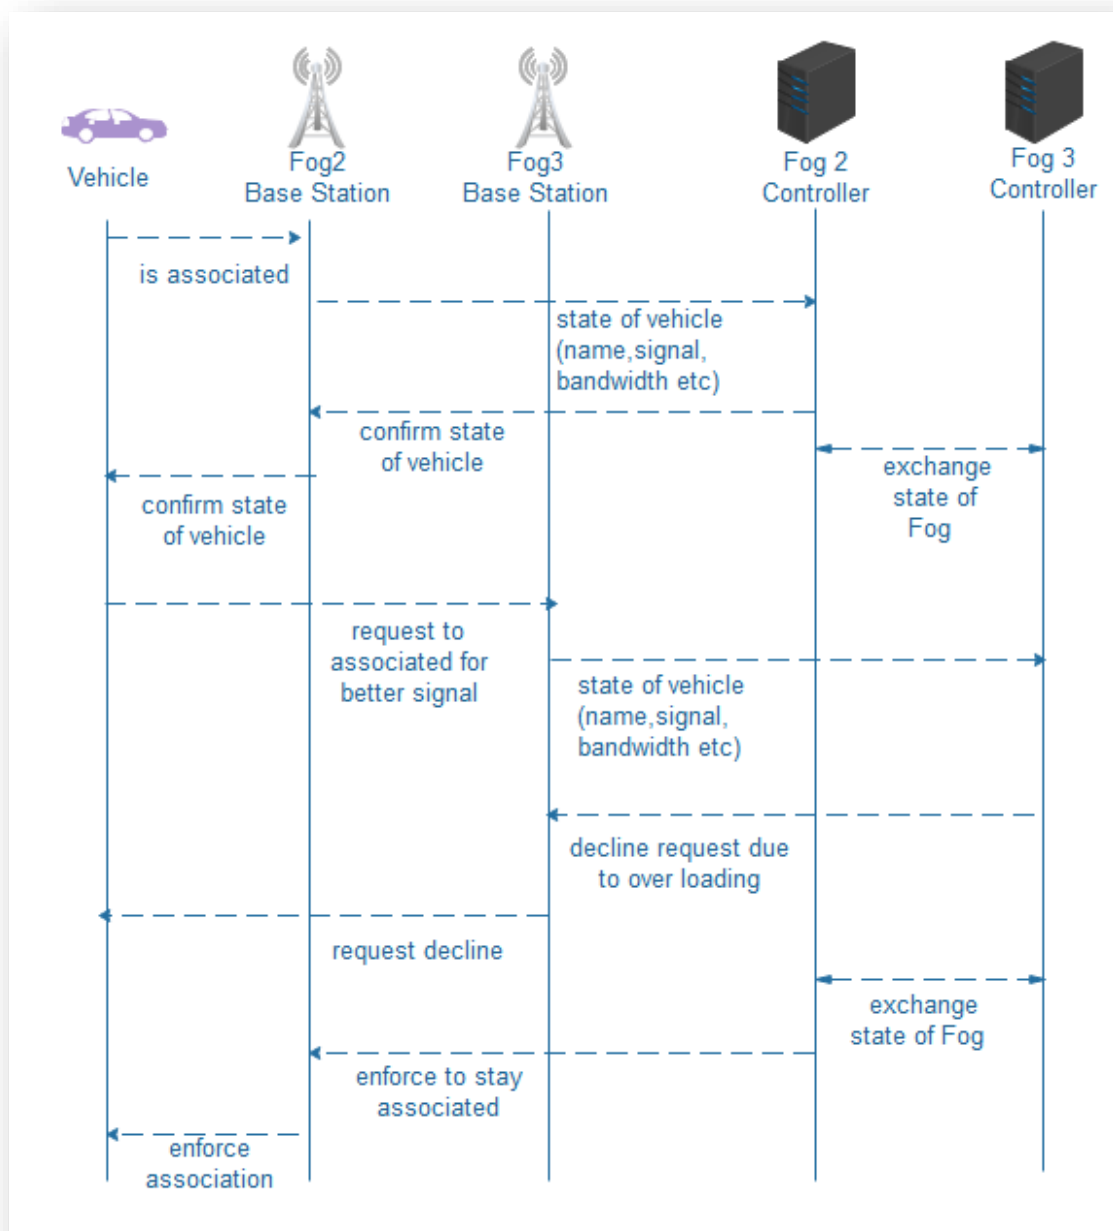 Vehicle
Fog2
Base Station
Fog3
Base Station
Fog 2
Controller
Fog 3
Controller
is associated
state of vehicle
(name,signal,
bandwidth etc)
confirm state
of vehicle
exchange
state of
Fog
confirm state
of vehicle
request to
associated for
better signal
state of vehicle
(name,signal,
bandwidth etc)
decline request due
to over loading
request decline
exchange
state of Fog
enforce to stay
associated
enforce
association